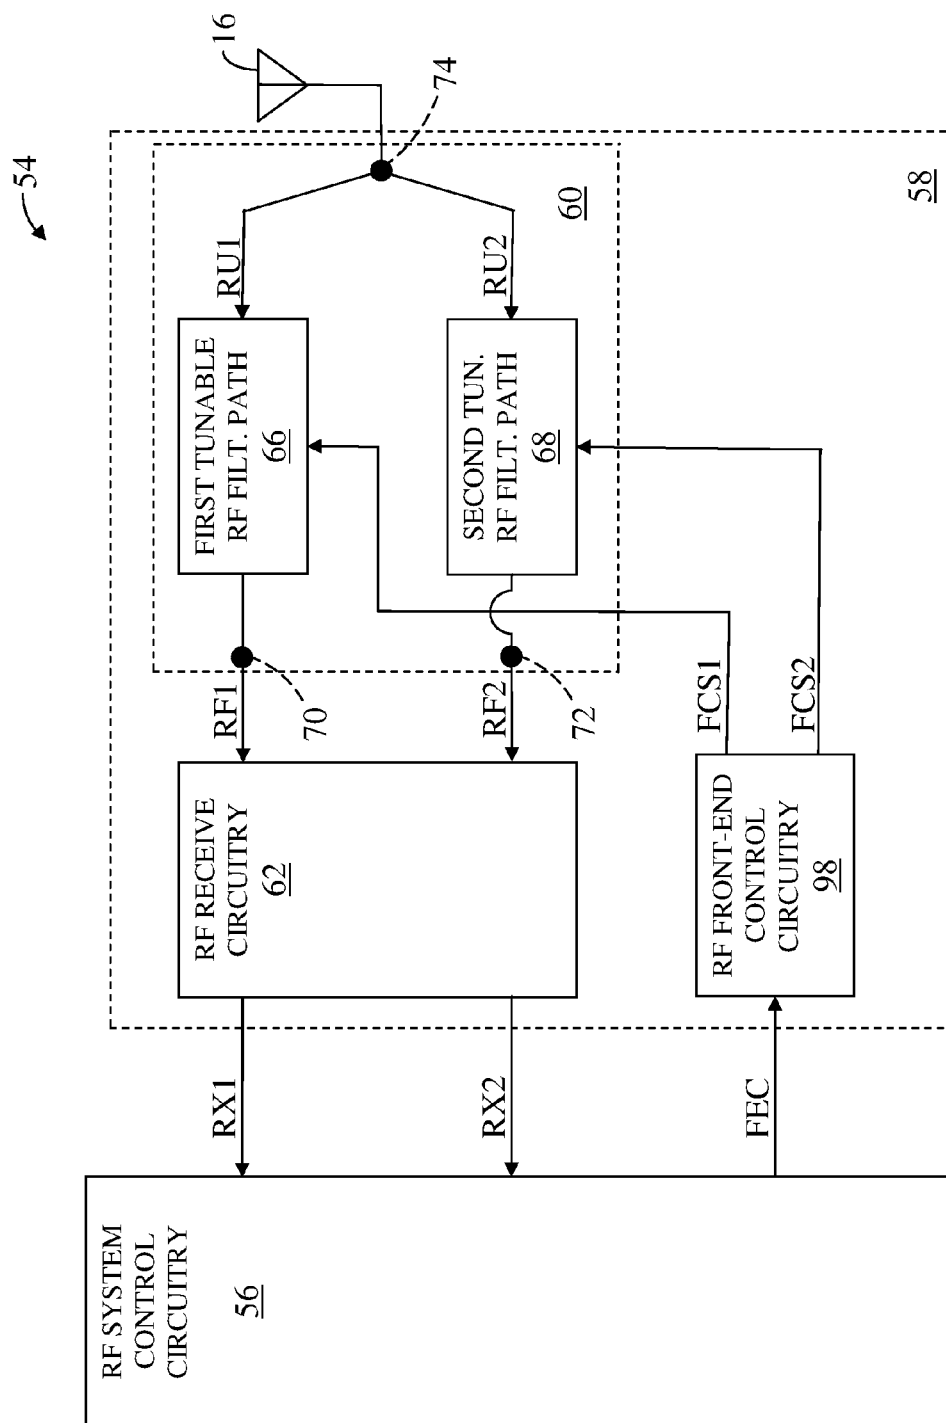 54
RF SYSTEM
CONTROL
CIRCUITRY
56
RX1
RX2
FEC
RF RECEIVE
CIRCUITRY
62
RF1
RF2
70
72
FIRST TUNABLE
RF FILT. PATH
66
SECOND TUN.
RF FILT. PATH
68
RU1
RU2
60
74
16
RF FRONT-END
CONTROL
CIRCUITRY
98
FCS1
FCS2
58